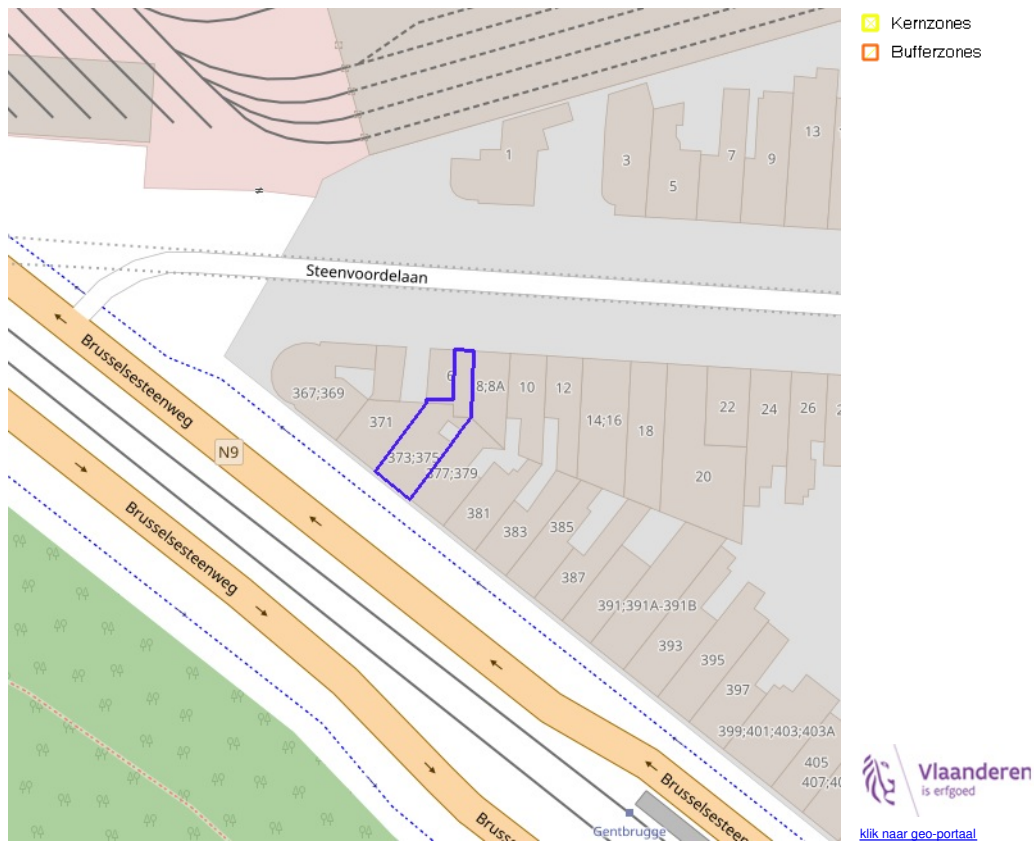 Kernzones
Bufferzones
13
1
3
7
9
5
Steenvoordelaan
Brusselsesteenweg
N9
367;369
371
6
8;8A
10
12
14;16
18
22
24
26
20
373;375
377;379
381
383
385
387
391;391A-391B
393
395
397
399;401;403;403A
405
Brusselsesteenweg
Gentbrugge
Vlaanderen
is erfgoed
klik naar geo-portaal